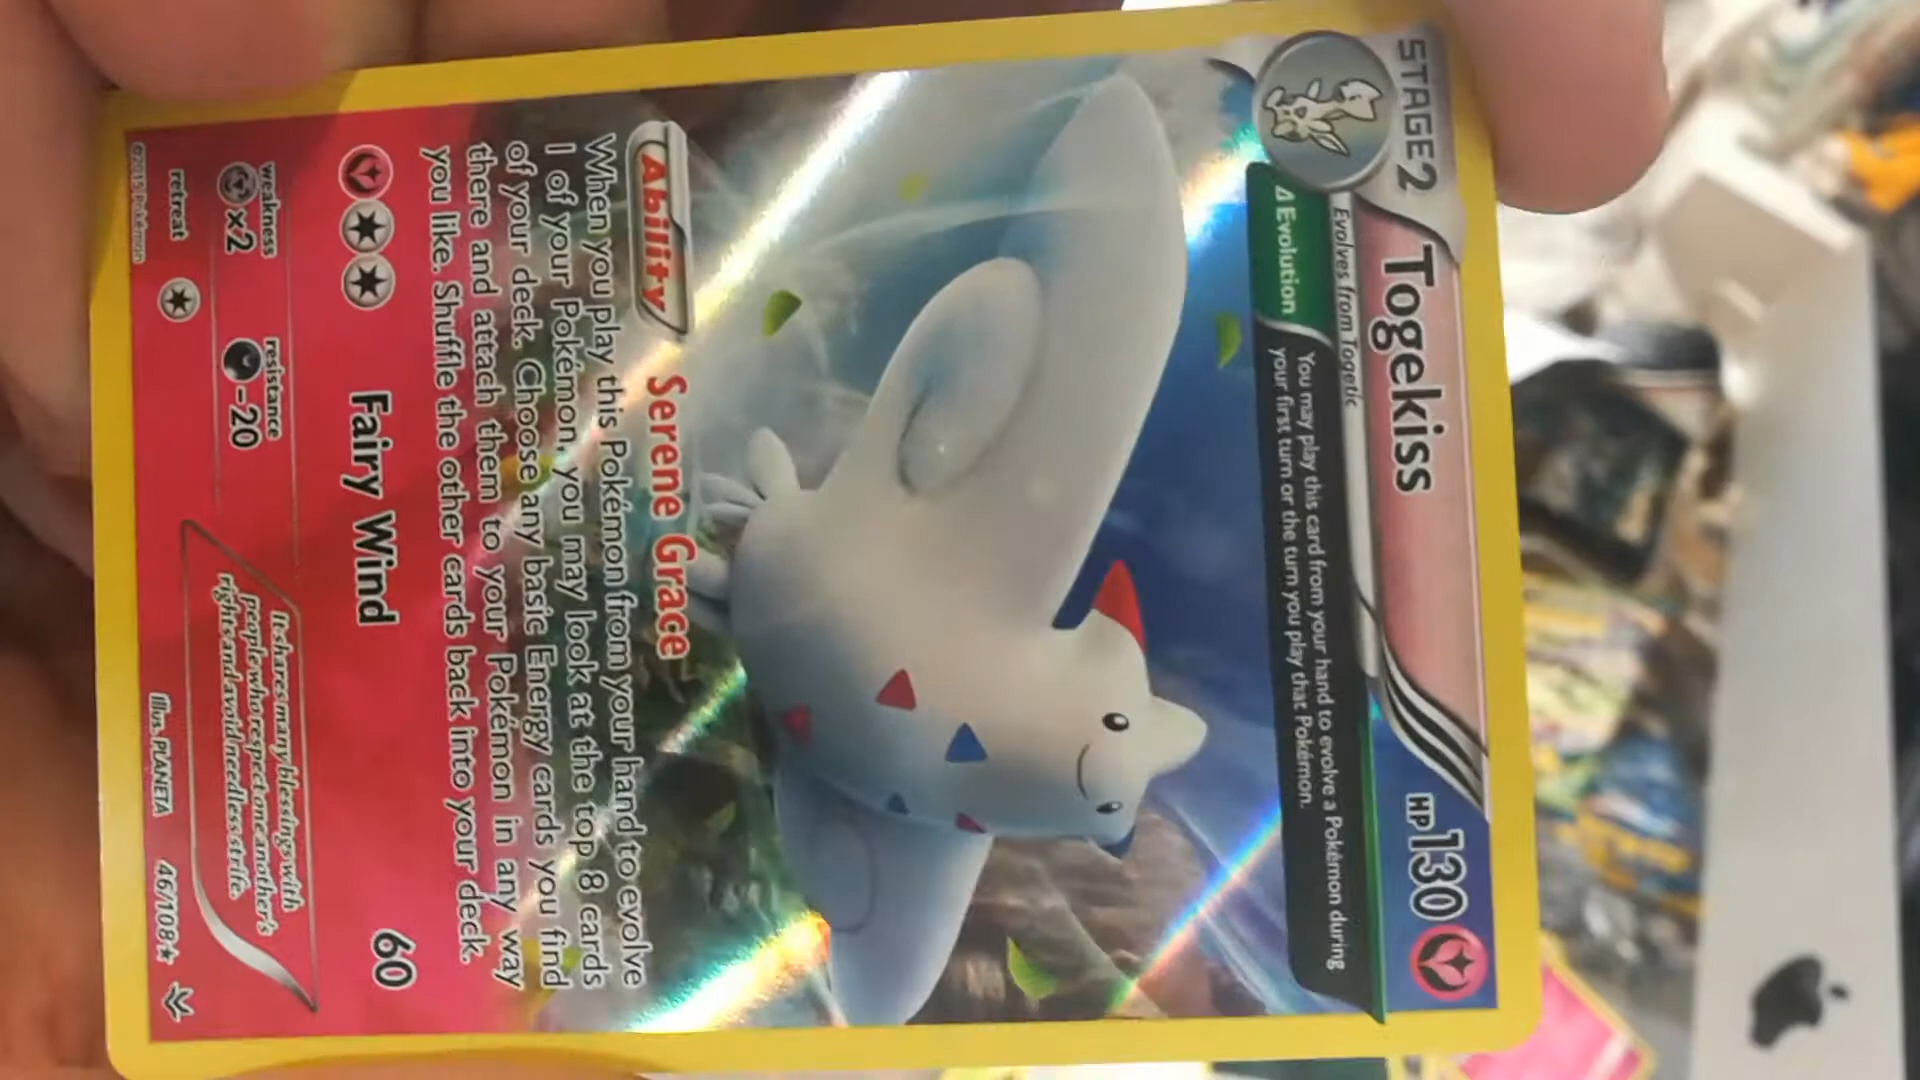 STAGE2
Togekiss
HP130
Evolves from Togetic
Δ Evolution
You may play this card from your hand to evolve a Pokémon during
your first turn or the turn you play that Pokémon.
Ability
Serene Grace
When you play this Pokémon from your hand to evolve
1 of your Pokémon, you may look at the top 8 cards
of your deck. Choose any basic Energy cards you find
there and attach them to your Pokémon in any way
you like. Shuffle the other cards back into your deck.
Fairy Wind
60
weakness
×2
resistance
-20
retreat
It shares many blessings with
people who respect one another's
rights and avoid needless strife.
Illus. PLANETA
46/108★
©2015 Pokémon